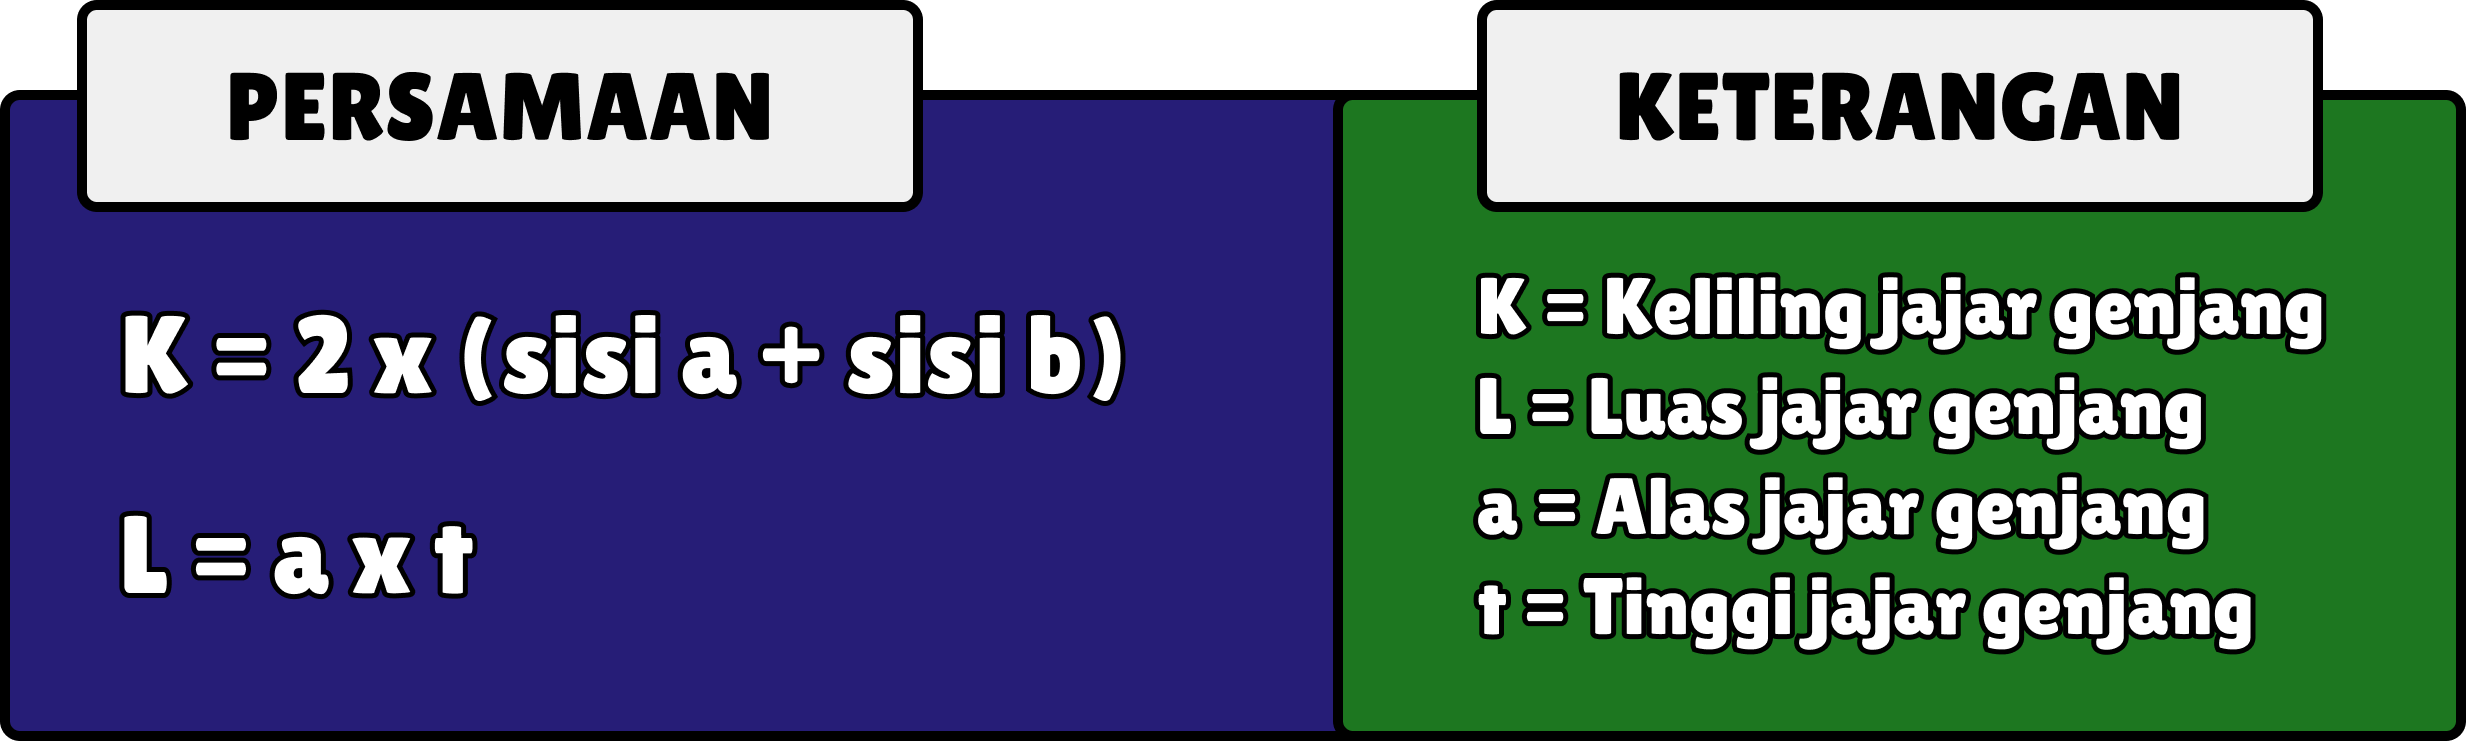 PERSAMAAN
K = 2 x (sisi a + sisi b)
L = a x t
KETERANGAN
K = Keliling jajar genjang
L = Luas jajar genjang
a = Alas jajar genjang
t = Tinggi jajar genjang